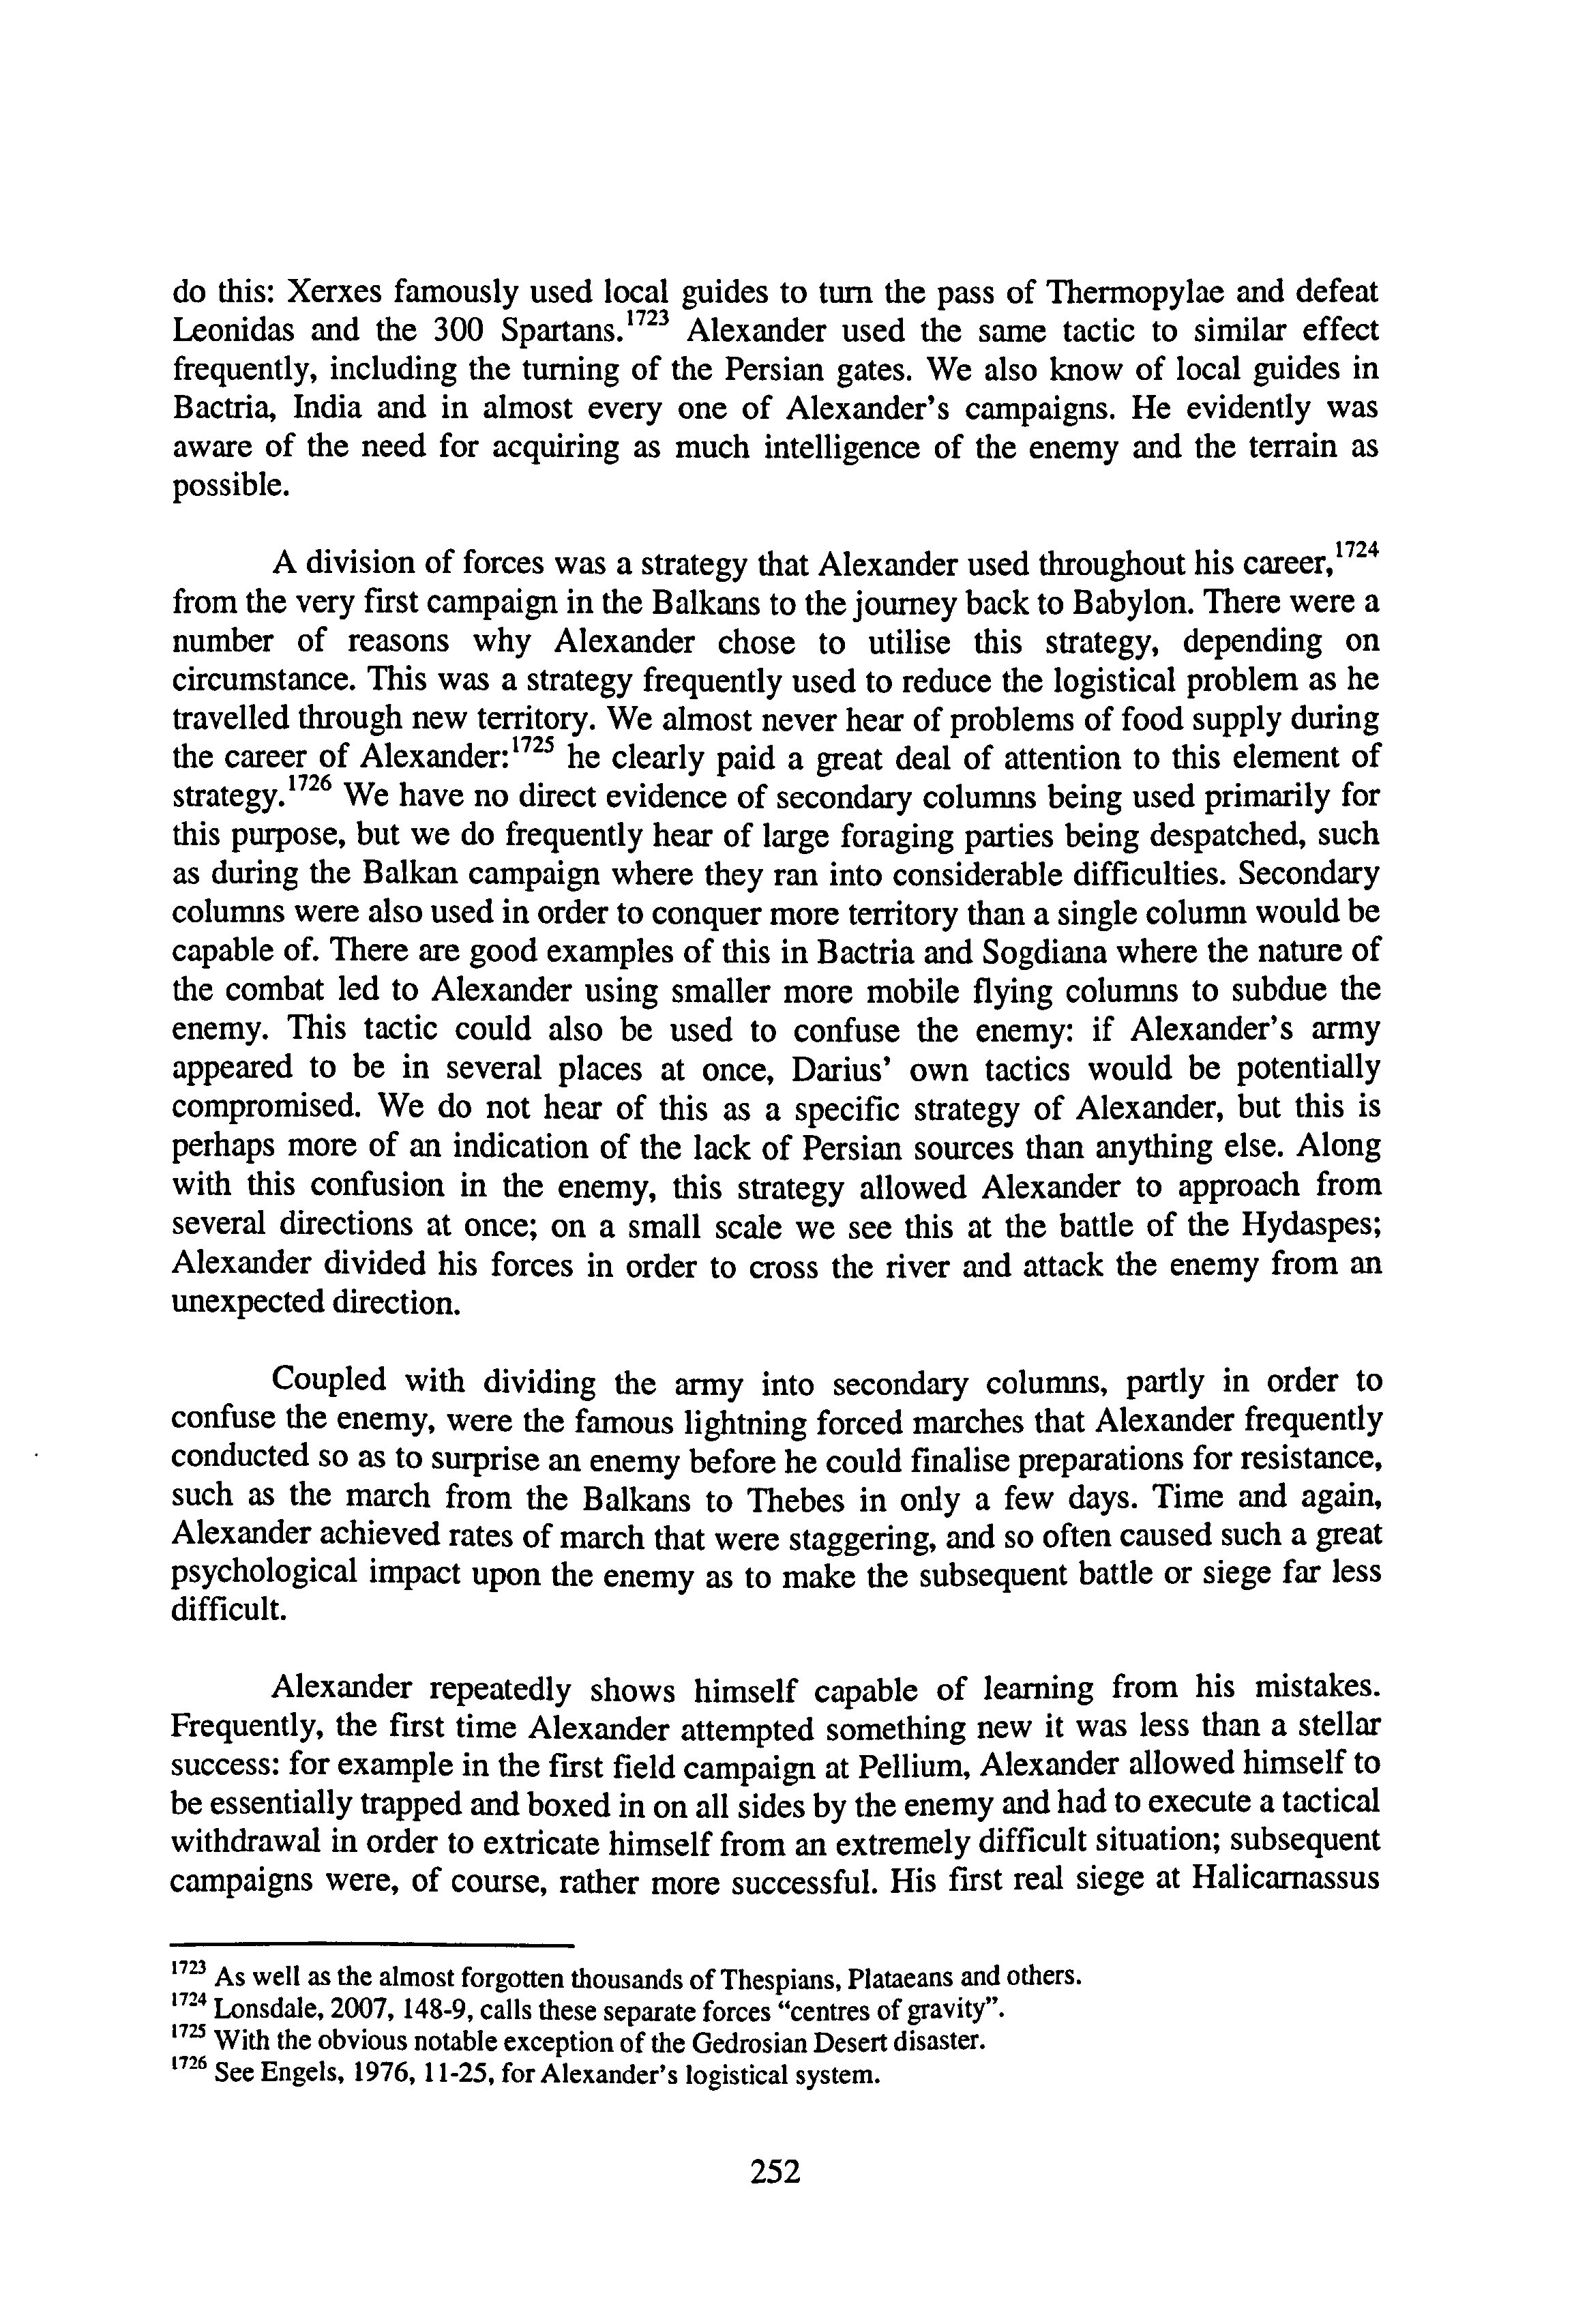 do this: Xerxes famously used local guides to turn the pass of Thermopylae and defeat
Leonidas and the 300 Spartans.1723 Alexander used the same tactic to similar effect
frequently, including the turning of the Persian gates. We also know of local guides in
Bactria, India and in almost every one of Alexander's campaigns. He evidently was
aware of the need for acquiring as much intelligence of the enemy and the terrain as
possible.
A division of forces was a strategy that Alexander used throughout his career,1724
from the very first campaign in the Balkans to the journey back to Babylon. There were a
number of reasons why Alexander chose to utilise this strategy, depending on
circumstance. This was a strategy frequently used to reduce the logistical problem as he
travelled through new territory. We almost never hear of problems of food supply during
the career of Alexander:1725 he clearly paid a great deal of attention to this element of
strategy.1726 We have no direct evidence of secondary columns being used primarily for
this purpose, but we do frequently hear of large foraging parties being despatched, such
as during the Balkan campaign where they ran into considerable difficulties. Secondary
columns were also used in order to conquer more territory than a single column would be
capable of. There are good examples of this in Bactria and Sogdiana where the nature of
the combat led to Alexander using smaller more mobile flying columns to subdue the
enemy. This tactic could also be used to confuse the enemy: if Alexander's army
appeared to be in several places at once, Darius' own tactics would be potentially
compromised. We do not hear of this as a specific strategy of Alexander, but this is
perhaps more of an indication of the lack of Persian sources than anything else. Along
with this confusion in the enemy, this strategy allowed Alexander to approach from
several directions at once; on a small scale we see this at the battle of the Hydaspes;
Alexander divided his forces in order to cross the river and attack the enemy from an
unexpected direction.
Coupled with dividing the army into secondary columns, partly in order to
confuse the enemy, were the famous lightning forced marches that Alexander frequently
conducted so as to surprise an enemy before he could finalise preparations for resistance,
such as the march from the Balkans to Thebes in only a few days. Time and again,
Alexander achieved rates of march that were staggering, and so often caused such a great
psychological impact upon the enemy as to make the subsequent battle or siege far less
difficult.
Alexander repeatedly shows himself capable of learning from his mistakes.
Frequently, the first time Alexander attempted something new it was less than a stellar
success: for example in the first field campaign at Pellium, Alexander allowed himself to
be essentially trapped and boxed in on all sides by the enemy and had to execute a tactical
withdrawal in order to extricate himself from an extremely difficult situation; subsequent
campaigns were, of course, rather more successful. His first real siege at Halicarnassus
1723 As well as the almost forgotten thousands of Thespians, Plataeans and others.
1724 Lonsdale, 2007, 148-9, calls these separate forces “centres of gravity”.
1725 With the obvious notable exception of the Gedrosian Desert disaster.
1726 See Engels, 1976, 11-25, for Alexander's logistical system.
252